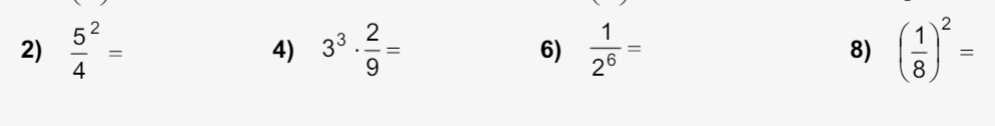 2) 5²/4 = 4) 3³ · 2/9 = 6) 1/2⁶ = 8) (1/8)² =